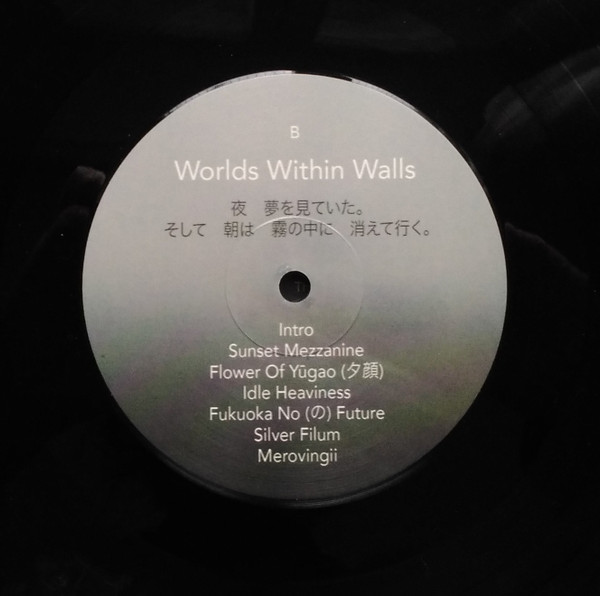 B
Worlds Within Walls
夜　夢を見ていた。
そして　朝は　霧の中に　消えて行く。
Intro
Sunset Mezzanine
Flower Of Yūgao (夕顔)
Idle Heaviness
Fukuoka No (の) Future
Silver Filum
Merovingii